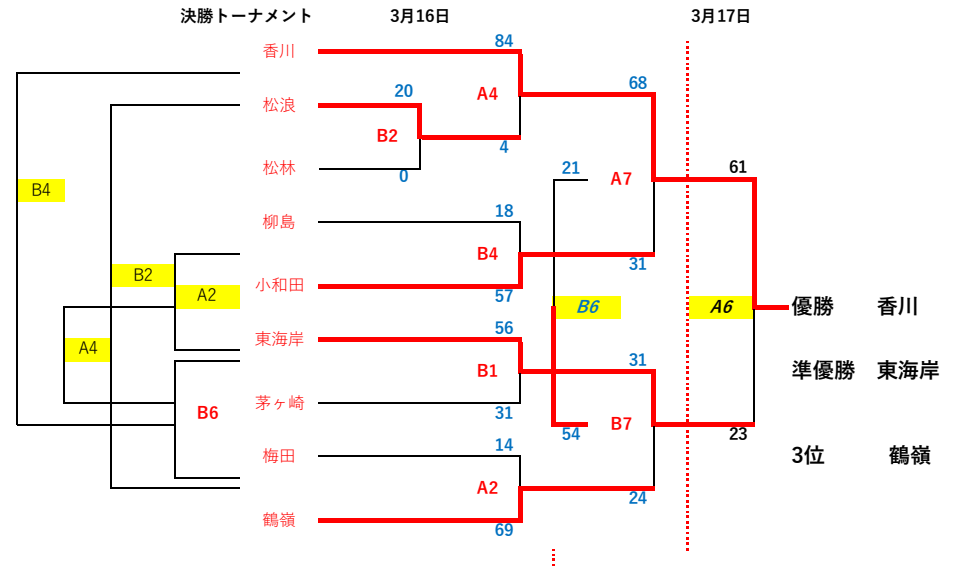 決勝トーナメント 3月16日 3月17日
84
香川
68
20 A4
松浪
B2
4
61
松林 21
0 A7
B4
18
柳島
B4
B2 31
小和田
A2 57
B6 A6 優勝 香川
56
東海岸
A4 31
B1 準優勝 東海岸
茅ヶ崎
B6 31 B7
54 23
14
梅田 3位 鶴嶺
A2
24
鶴嶺
69